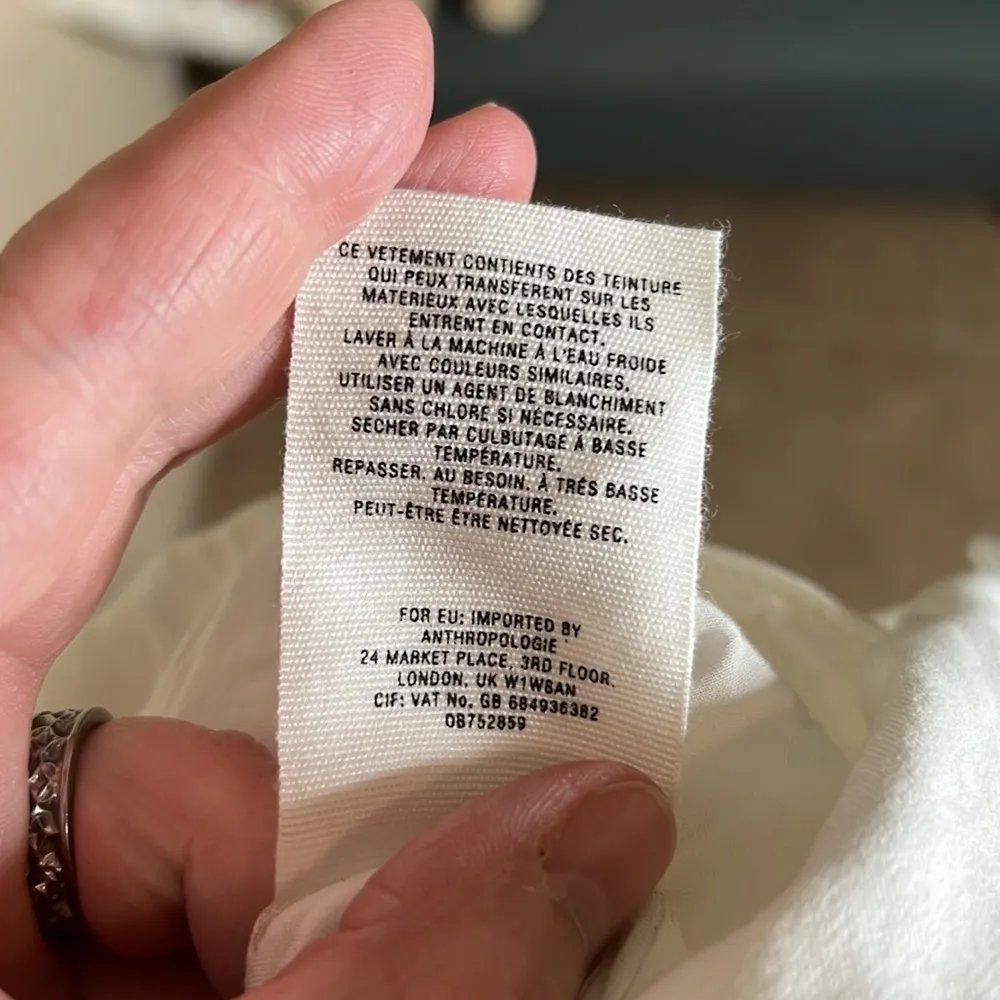 CE VETEMENT CONTIENTS DES TEINTURE
QUI PEUX TRANSFERENT SUR LES
MATERIEUX AVEC LESQUELLES ILS
ENTRENT EN CONTACT.
LAVER À LA MACHINE À L'EAU FROIDE
AVEC COULEURS SIMILAIRES.
UTILISER UN AGENT DE BLANCHIMENT
SANS CHLORE SI NÉCESSAIRE.
SECHER PAR CULBUTAGE À BASSE
TEMPÉRATURE.
REPASSER. AU BESOIN. À TRÉS BASSE
TEMPÉRATURE.
PEUT-ÊTRE ÊTRE NETTOYÉE SEC.
FOR EU: IMPORTED BY
ANTHROPOLOGIE
24 MARKET PLACE, 3RD FLOOR.
LONDON, UK W1W8AN
CIF: VAT No. GB 684936382
OB752859